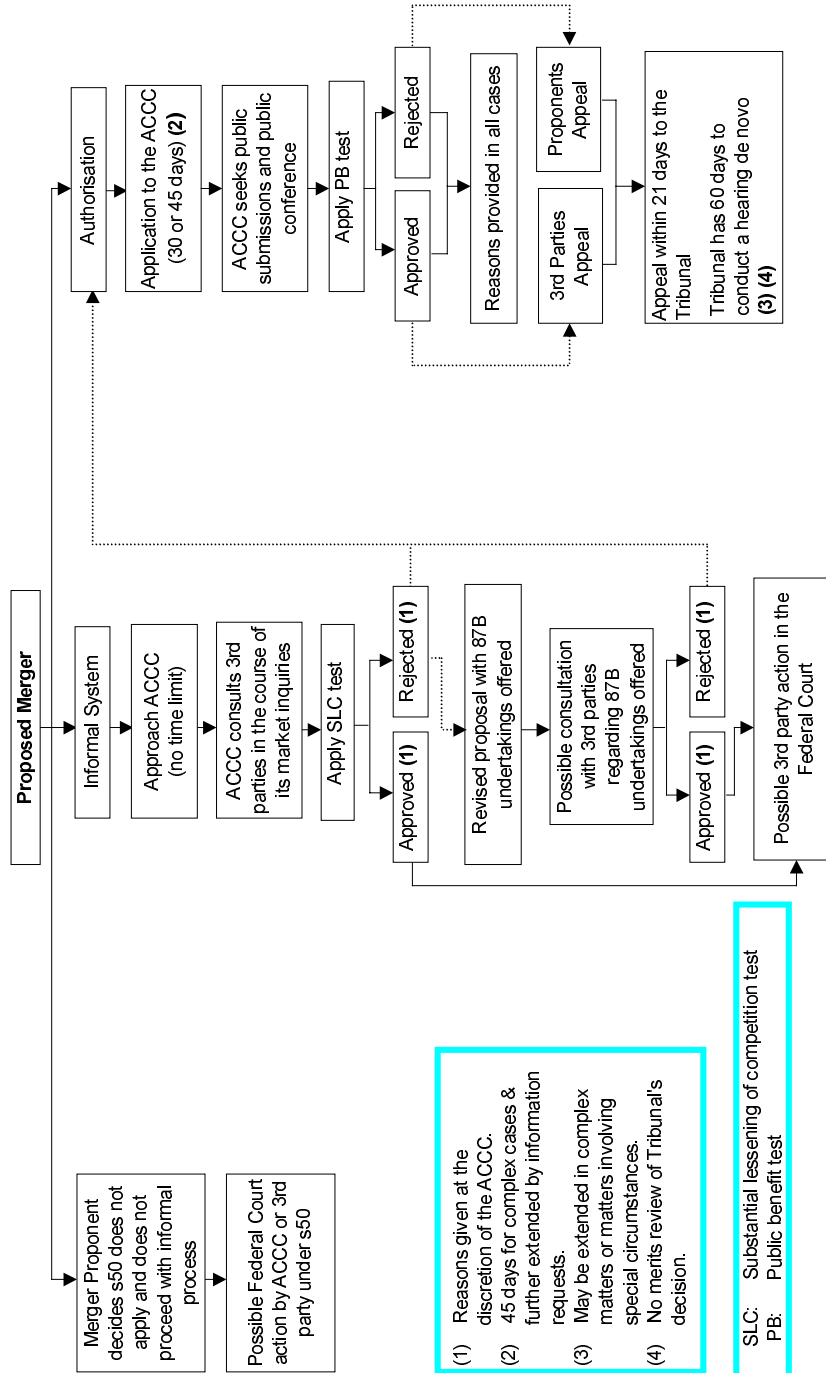 Proposed Merger
Merger Proponent
decides s50 does not
apply and does not
proceed with informal
process
Possible Federal Court
action by ACCC or 3rd
party under s50
Informal System
Approach ACCC
(no time limit)
ACCC consults 3rd
parties in the course of
its market inquiries
Apply SLC test
Approved (1)
Rejected (1)
Revised proposal with 87B
undertakings offered
Possible consultation
with 3rd parties
regarding 87B
undertakings offered
Approved (1)
Rejected (1)
Possible 3rd party action in the
Federal Court
Authorisation
Application to the ACCC
(30 or 45 days) (2)
ACCC seeks public
submissions and public
conference
Apply PB test
Approved
Rejected
Reasons provided in all cases
3rd Parties
Appeal
Proponents
Appeal
Appeal within 21 days to the
Tribunal
Tribunal has 60 days to
conduct a hearing de novo
(3) (4)
(1) Reasons given at the
discretion of the ACCC.
(2) 45 days for complex cases &
further extended by information
requests.
(3) May be extended in complex
matters or matters involving
special circumstances.
(4) No merits review of Tribunal's
decision.
SLC: Substantial lessening of competition test
PB: Public benefit test